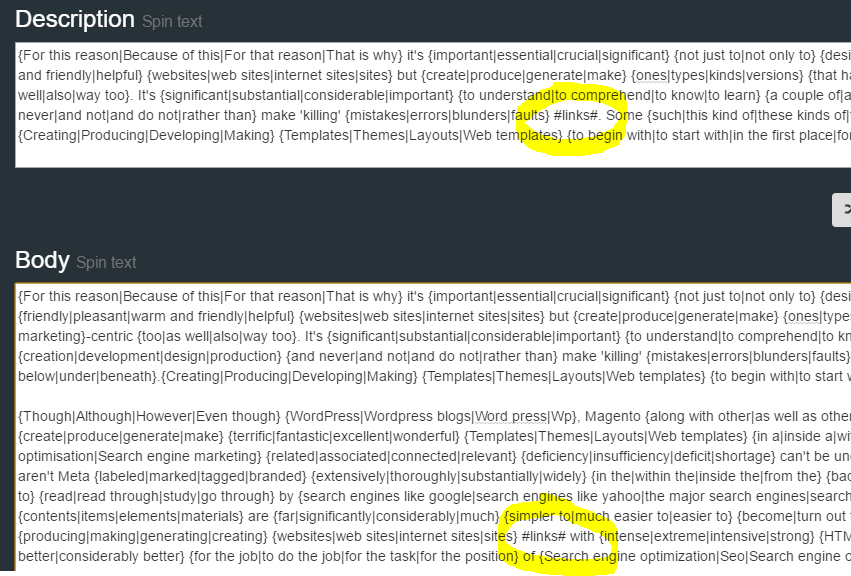 Description Spin text
{For this reason|Because of this|For that reason|That is why} it's {important|essential|crucial|significant} {not just to|not only to} {desi
and friendly|helpful} {websites|web sites|internet sites|sites} but {create|produce|generate|make} {ones|types|kinds|versions} {that ha
well|also|way too}. It's {significant|substantial|considerable|important} {to understand|to comprehend|to know|to learn} {a couple of|a
never|and not|and do not|rather than} make 'killing' {mistakes|errors|blunders|faults} #links#. Some {such|this kind of|these kinds of|
{Creating|Producing|Developing|Making} {Templates|Themes|Layouts|Web templates} {to begin with|to start with|in the first place|for
Body Spin text
{For this reason|Because of this|For that reason|That is why} it's {important|essential|crucial|significant} {not just to|not only to} {desi
{friendly|pleasant|warm and friendly|helpful} {websites|web sites|internet sites|sites} but {create|produce|generate|make} {ones|types
marketing}-centric {too|as well|also|way too}. It's {significant|substantial|considerable|important} {to understand|to comprehend|to kn
{creation|development|design|production} {and never|and not|and do not|rather than} make 'killing' {mistakes|errors|blunders|faults}
below|under|beneath}.{Creating|Producing|Developing|Making} {Templates|Themes|Layouts|Web templates} {to begin with|to start w
{Though|Although|However|Even though} {WordPress|Wordpress blogs|Word press|Wp}, Magento {along with other|as well as other
{create|produce|generate|make} {terrific|fantastic|excellent|wonderful} {Templates|Themes|Layouts|Web templates} {in a|inside a|wi
optimisation|Search engine marketing} {related|associated|connected|relevant} {deficiency|insufficiency|deficit|shortage} can't be un
aren't Meta {labeled|marked|tagged|branded} {extensively|thoroughly|substantially|widely} {in the|within the|inside the|from the} {bac
to} {read|read through|study|go through} by {search engines like google|search engines like yahoo|the major search engines|search
{contents|items|elements|materials} are {far|significantly|considerably|much} {simpler to|much easier to|easier to} {become|turn out
{producing|making|generating|creating} {websites|web sites|internet sites|sites} #links# with {intense|extreme|intensive|strong} {HTM
better|considerably better} {for the job|to do the job|for the task|for the position} of {Search engine optimization|Seo|Search engine o